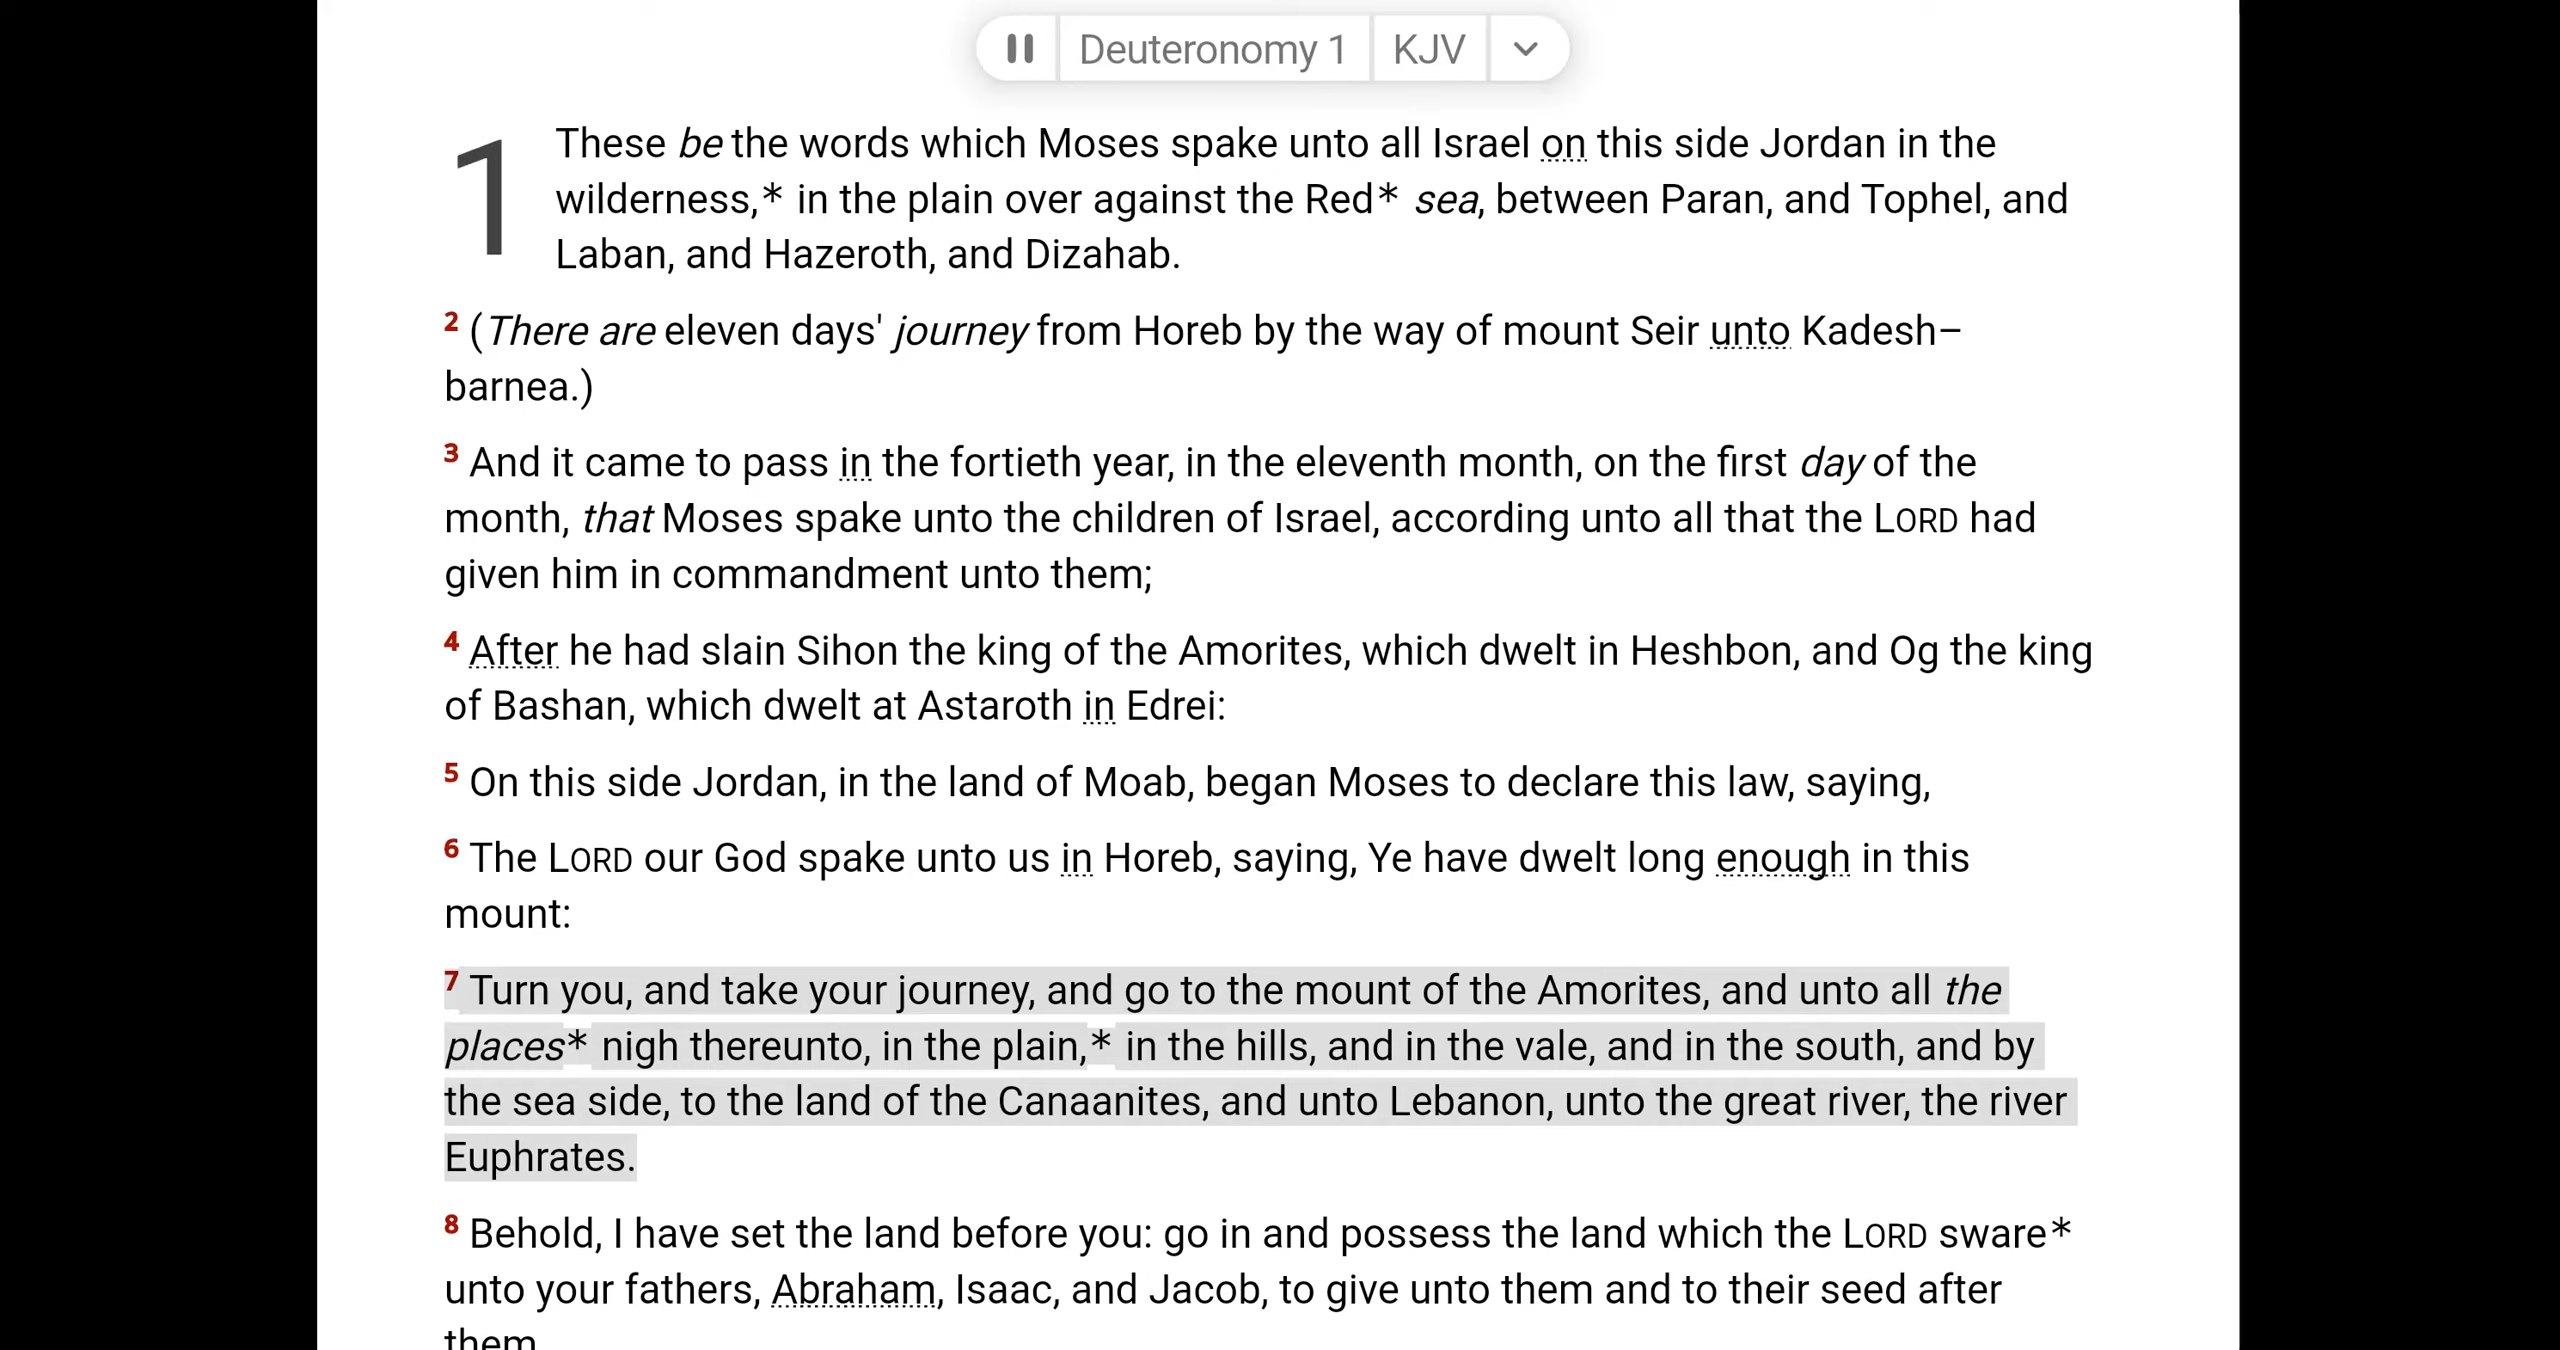 Deuteronomy 1 KJV
1 These be the words which Moses spake unto all Israel on this side Jordan in the
wilderness,* in the plain over against the Red* sea, between Paran, and Tophel, and
Laban, and Hazeroth, and Dizahab.
2 (There are eleven days' journey from Horeb by the way of mount Seir unto Kadesh–
barnea.)
3 And it came to pass in the fortieth year, in the eleventh month, on the first day of the
month, that Moses spake unto the children of Israel, according unto all that the LORD had
given him in commandment unto them;
4 After he had slain Sihon the king of the Amorites, which dwelt in Heshbon, and Og the king
of Bashan, which dwelt at Astaroth in Edrei:
5 On this side Jordan, in the land of Moab, began Moses to declare this law, saying,
6 The LORD our God spake unto us in Horeb, saying, Ye have dwelt long enough in this
mount:
7 Turn you, and take your journey, and go to the mount of the Amorites, and unto all the
places* nigh thereunto, in the plain,* in the hills, and in the vale, and in the south, and by
the sea side, to the land of the Canaanites, and unto Lebanon, unto the great river, the river
Euphrates.
8 Behold, I have set the land before you: go in and possess the land which the LORD sware*
unto your fathers, Abraham, Isaac, and Jacob, to give unto them and to their seed after
them